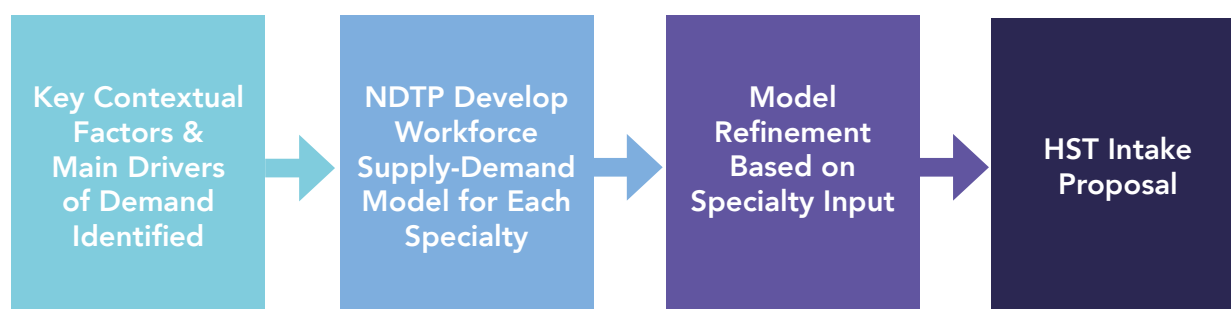 Key Contextual
Factors &
Main Drivers
of Demand
Identified
NDTP Develop
Workforce
Supply-Demand
Model for Each
Specialty
Model
Refinement
Based on
Specialty Input
HST Intake
Proposal